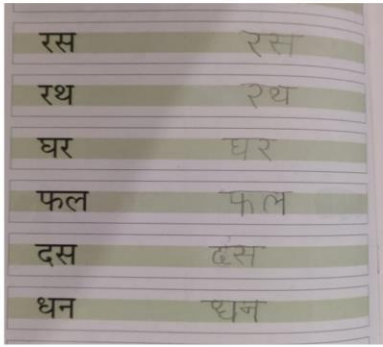 रस रस
रथ रथ
घर घर
फल फल
दस दस
धन धन